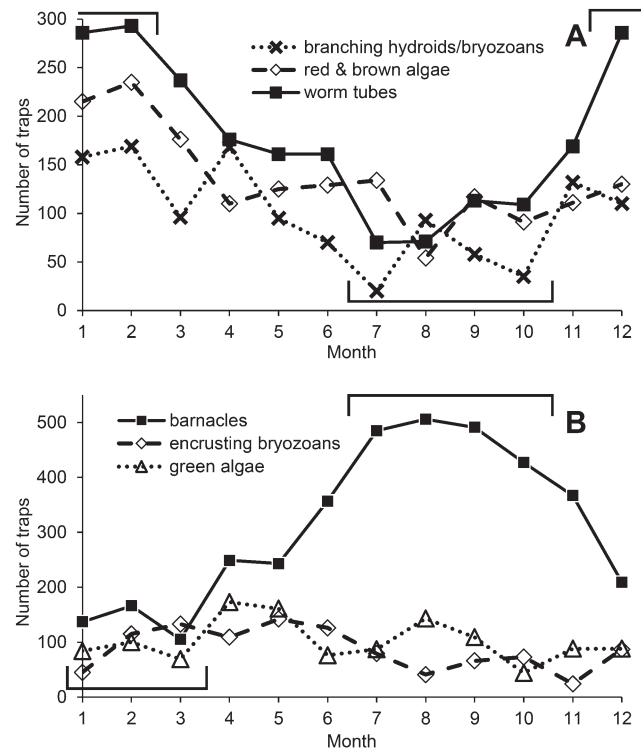 300
250
200
150
100
50
0
Number of traps
branching hydroids/bryozoans
red & brown algae
worm tubes
A
1 2 3 4 5 6 7 8 9 10 11 12
Month
500
400
300
200
100
0
Number of traps
barnacles
encrusting bryozoans
green algae
B
1 2 3 4 5 6 7 8 9 10 11 12
Month